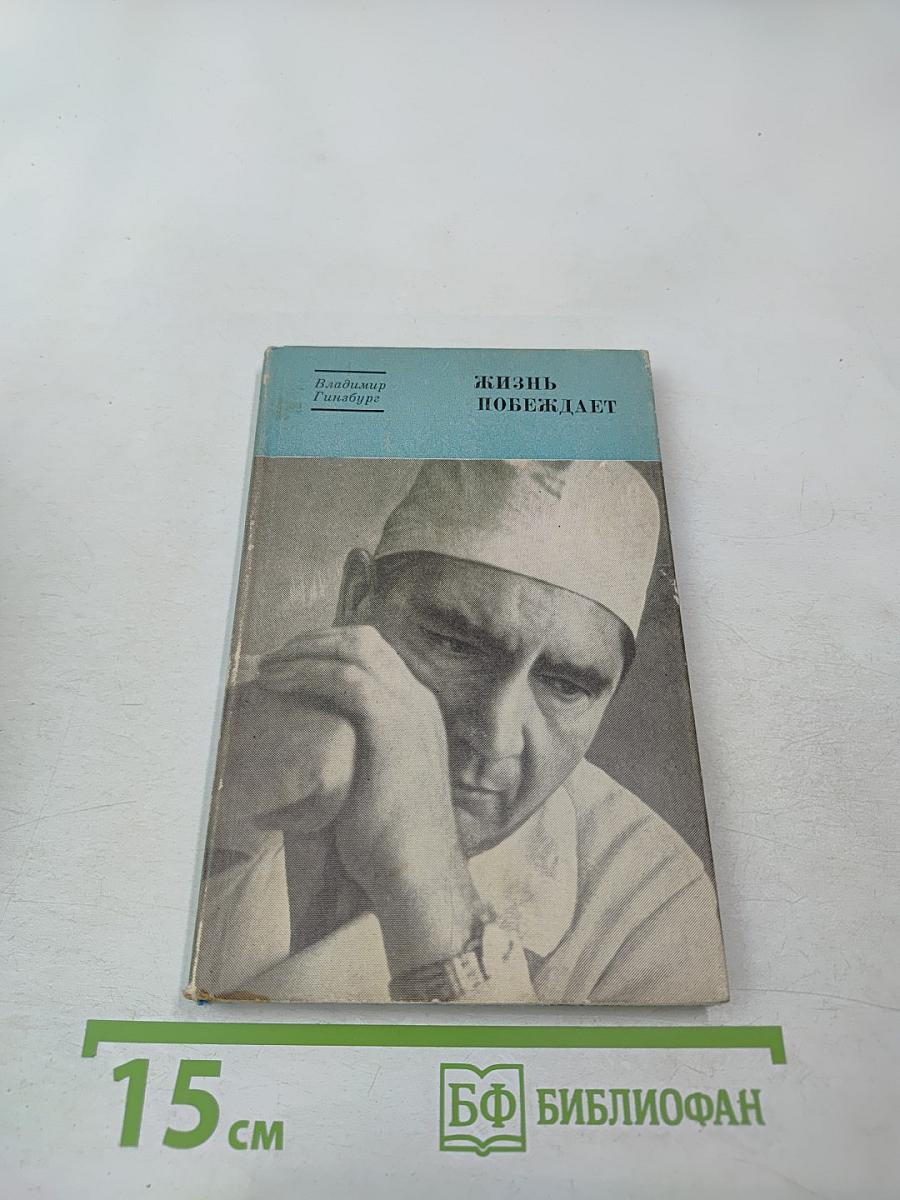 Владимир
Гинзбург
ЖИЗНЬ
ПОБЕЖДАЕТ
15 см
БФ БИБЛИОФАН